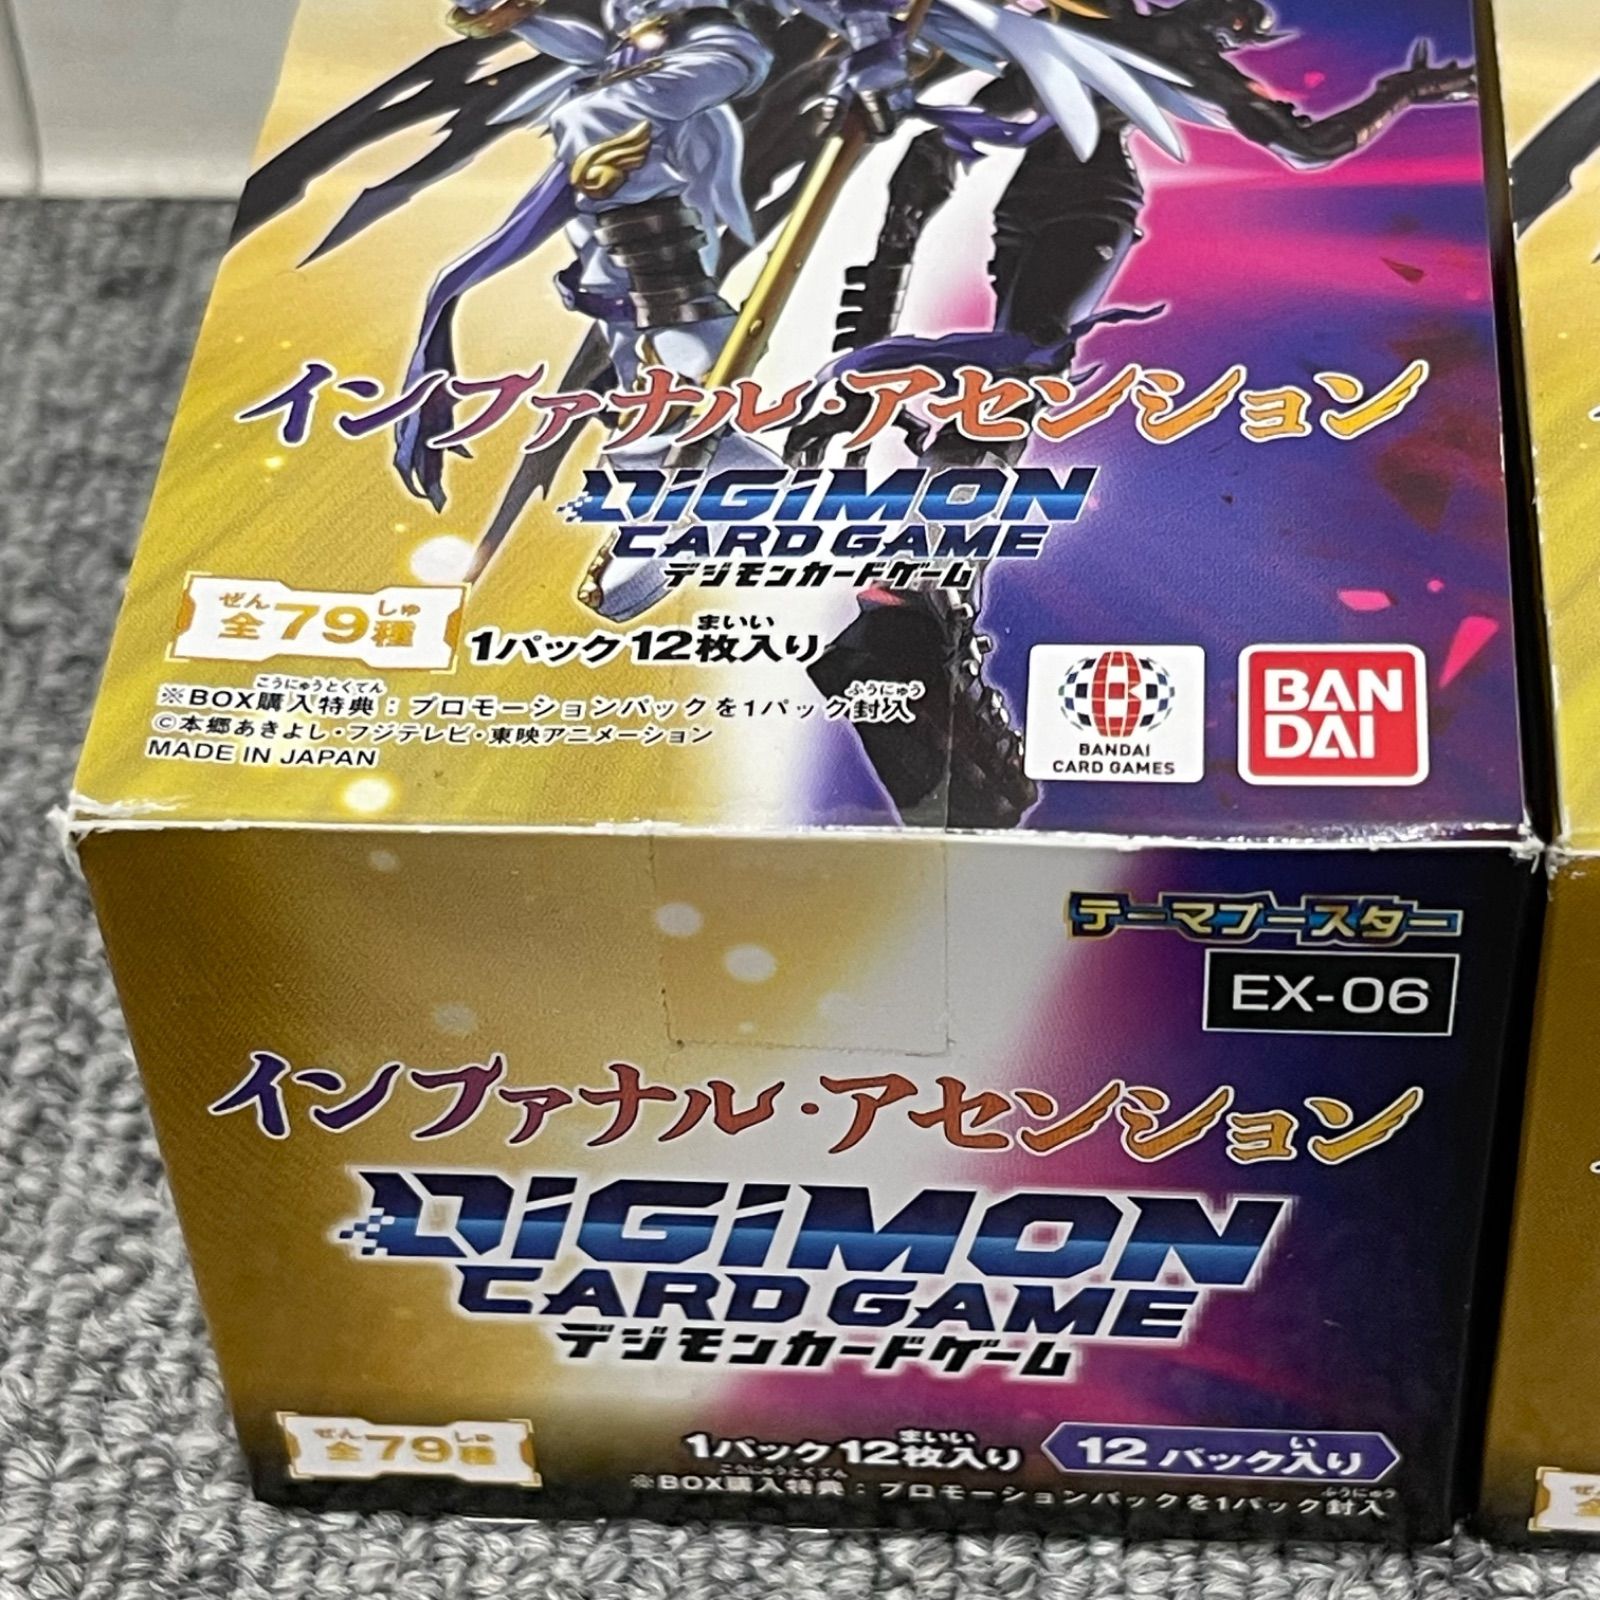 インファナル・アセンション
DiGiMON
CARD GAME
デジモンカードゲーム
ぜん しゅ
全79種
まいい
1パック12枚入り
こうにゅうとくてん ふうにゅう
※BOX購入特典：プロモーションパックを1パック封入
©本郷あきよし・フジテレビ・東映アニメーション
MADE IN JAPAN
BANDAI
CARD GAMES
BAN
DAI
テーマブースター
EX-06
インファナル・アセンション
DiGiMON
CARD GAME
デジモンカードゲーム
ぜん しゅ
全79種
まいい
1パック12枚入り
い
12パック入り
こうにゅうとくてん ふうにゅう
※BOX購入特典：プロモーションパックを1パック封入